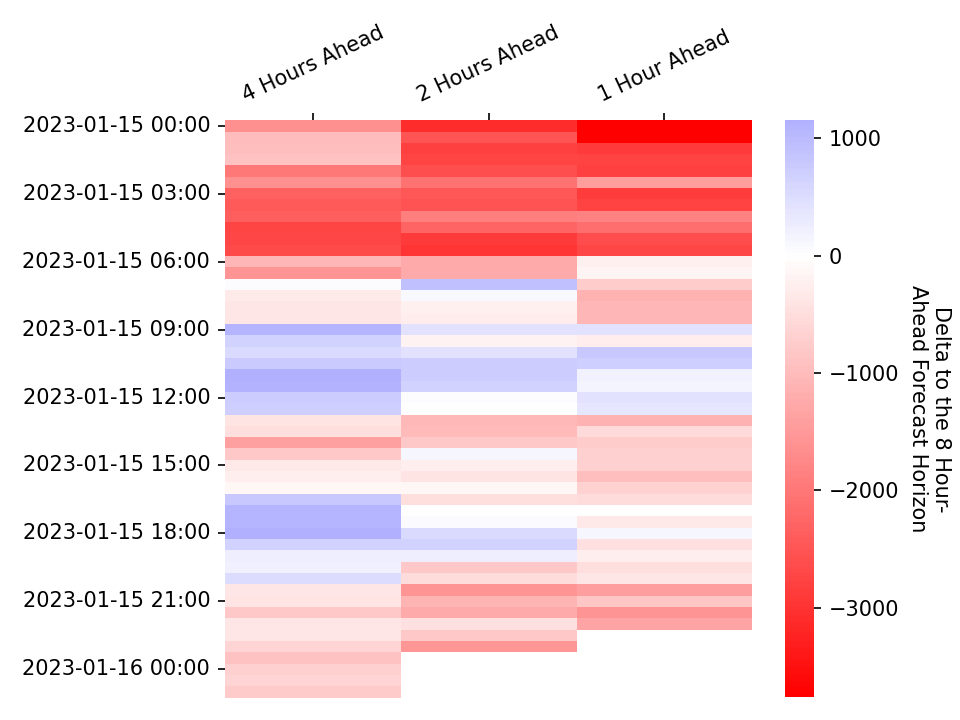 4 Hours Ahead
2 Hours Ahead
1 Hour Ahead
2023-01-15 00:00
2023-01-15 03:00
2023-01-15 06:00
2023-01-15 09:00
2023-01-15 12:00
2023-01-15 15:00
2023-01-15 18:00
2023-01-15 21:00
2023-01-16 00:00
1000
0
−1000
−2000
−3000
Delta to the 8 Hour-
Ahead Forecast Horizon